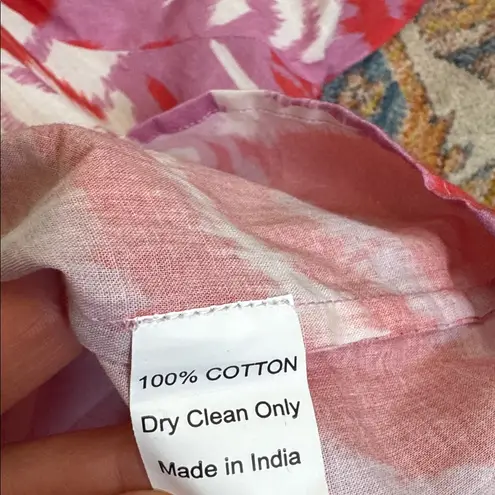 100% COTTON
Dry Clean Only
Made in India